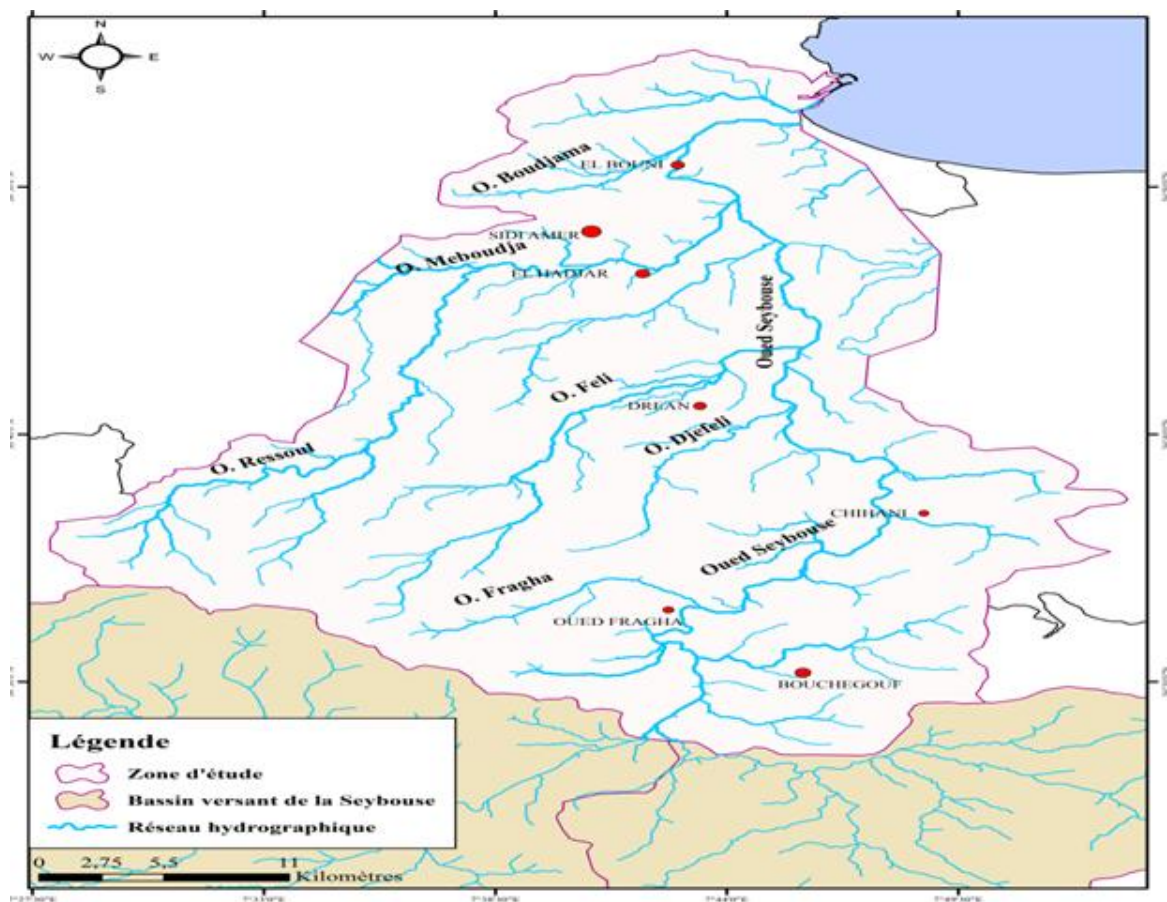 N
W E
S
O. Boudjama
EL BOUNI
SIDI AMER
O. Meboudja
EL HADJAR
Oued Seybouse
O. Feli
DREAN
O. Djefeli
O. Ressoul
CHIHANI
Oued Seybouse
O. Fragha
OUED FRAGHA
BOUCHEGOUF
Légende
Zone d'étude
Bassin versant de la Seybouse
Réseau hydrographique
0 2,75 5,5 11
Kilomètres